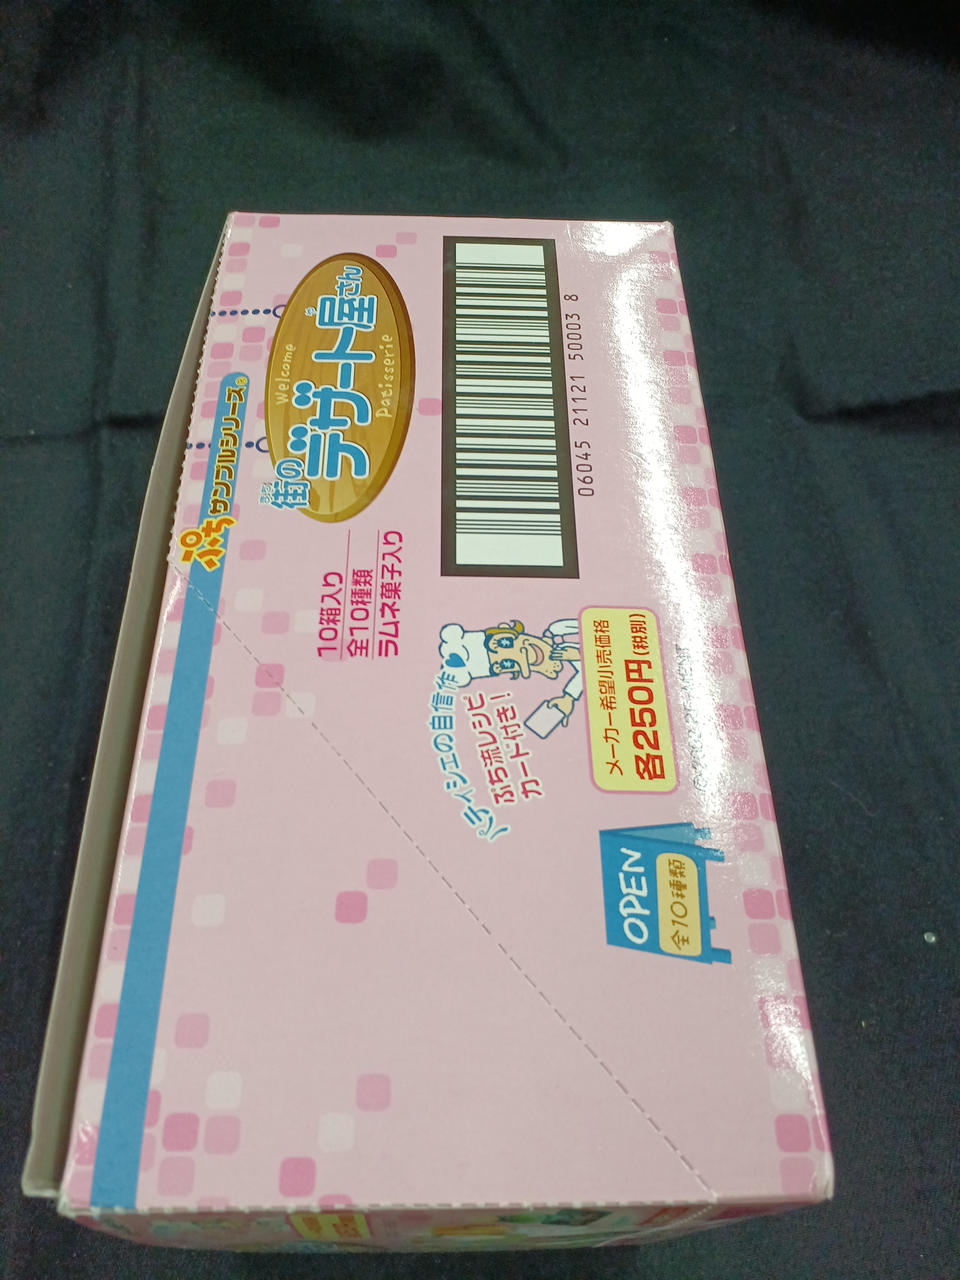 ぷちサンプルシリーズ
Welcome
街の
まち
デザート屋さん
や
Patisserie
10箱入り
全10種類
ラムネ菓子入り
06045 21121 50003 8
パティシエの自信作
ぷち流レシピ
カード付き！
メーカー希望小売価格
各250円(税別)
OPEN
全10種類